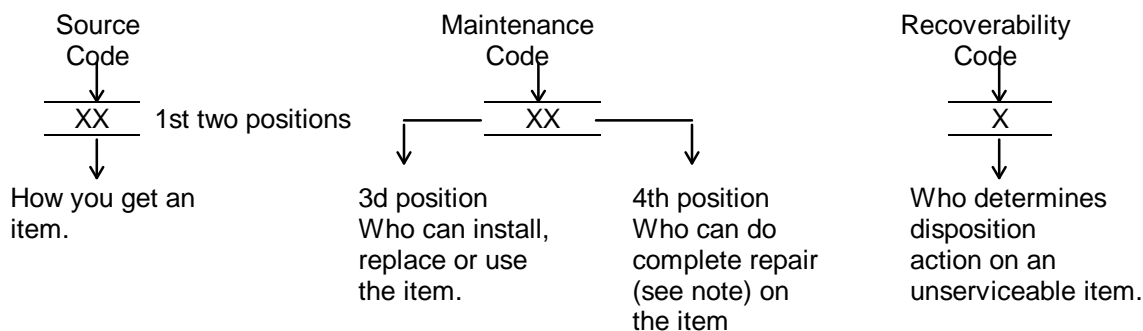 Source
Code
Maintenance
Code
Recoverability
Code
XX
1st two positions
XX
X
How you get an
item.
3d position
Who can install,
replace or use
the item.
4th position
Who can do
complete repair
(see note) on
the item
Who determines
disposition
action on an
unserviceable item.